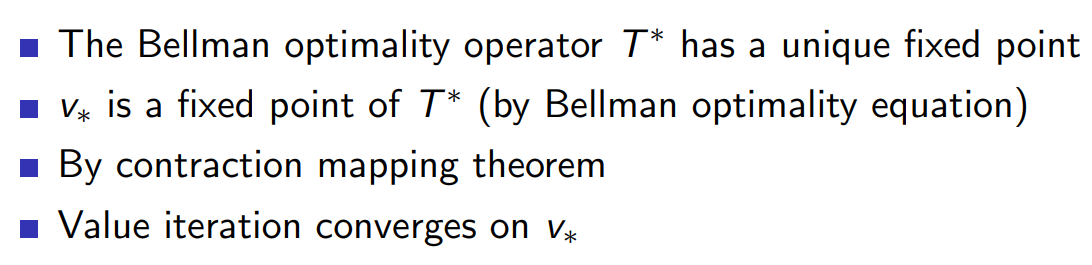 The Bellman optimality operator T* has a unique fixed point
v* is a fixed point of T* (by Bellman optimality equation)
By contraction mapping theorem
Value iteration converges on v*